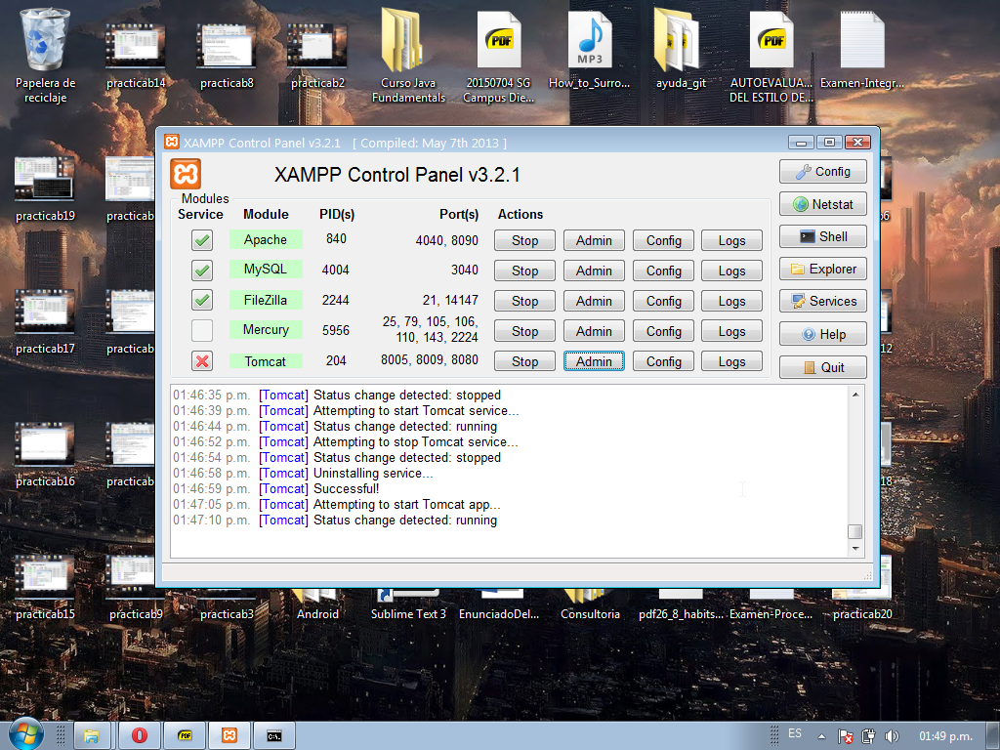 Papelera de
reciclaje
practicab14
practicab8
practicab2
Curso Java
Fundamentals
20150704 SG
Campus Die...
How_to_Surro...
ayuda_git
AUTOEVALUA...
DEL ESTILO DE...
Examen-Integr...
PDF
MP3
PDF
XAMPP Control Panel v3.2.1 [ Compiled: May 7th 2013 ]
XAMPP Control Panel v3.2.1
Config
Netstat
Shell
Explorer
Services
Help
Quit
Modules
Service Module PID(s) Port(s) Actions
Apache 840 4040, 8090 Stop Admin Config Logs
MySQL 4004 3040 Stop Admin Config Logs
FileZilla 2244 21, 14147 Stop Admin Config Logs
Mercury 5956 25, 79, 105, 106,
110, 143, 2224 Stop Admin Config Logs
Tomcat 204 8005, 8009, 8080 Stop Admin Config Logs
01:46:35 p.m. [Tomcat] Status change detected: stopped
01:46:39 p.m. [Tomcat] Attempting to start Tomcat service...
01:46:44 p.m. [Tomcat] Status change detected: running
01:46:52 p.m. [Tomcat] Attempting to stop Tomcat service...
01:46:54 p.m. [Tomcat] Status change detected: stopped
01:46:58 p.m. [Tomcat] Uninstalling service...
01:46:59 p.m. [Tomcat] Successful!
01:47:05 p.m. [Tomcat] Attempting to start Tomcat app...
01:47:10 p.m. [Tomcat] Status change detected: running
practicab19
practicab
practicab17
practicab
12
practicab16
practicab
18
practicab15
practicab9
practicab3
Android
Sublime Text 3
EnunciadoDel...
Consultoria
pdf26_8_habits...
Examen-Proce...
practicab20
PDF
C:\.
ES
01:49 p.m.